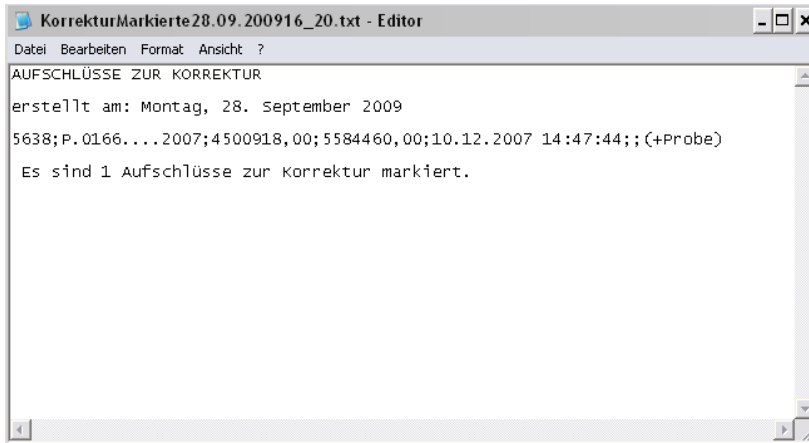 KorrekturMarkierte28.09.200916_20.txt - Editor
Datei Bearbeiten Format Ansicht ?
AUFSCHLÜSSE ZUR KORREKTUR
erstellt am: Montag, 28. September 2009
5638;P.0166....2007;4500918,00;5584460,00;10.12.2007 14:47:44;;(+Probe)
Es sind 1 Aufschlüsse zur Korrektur markiert.